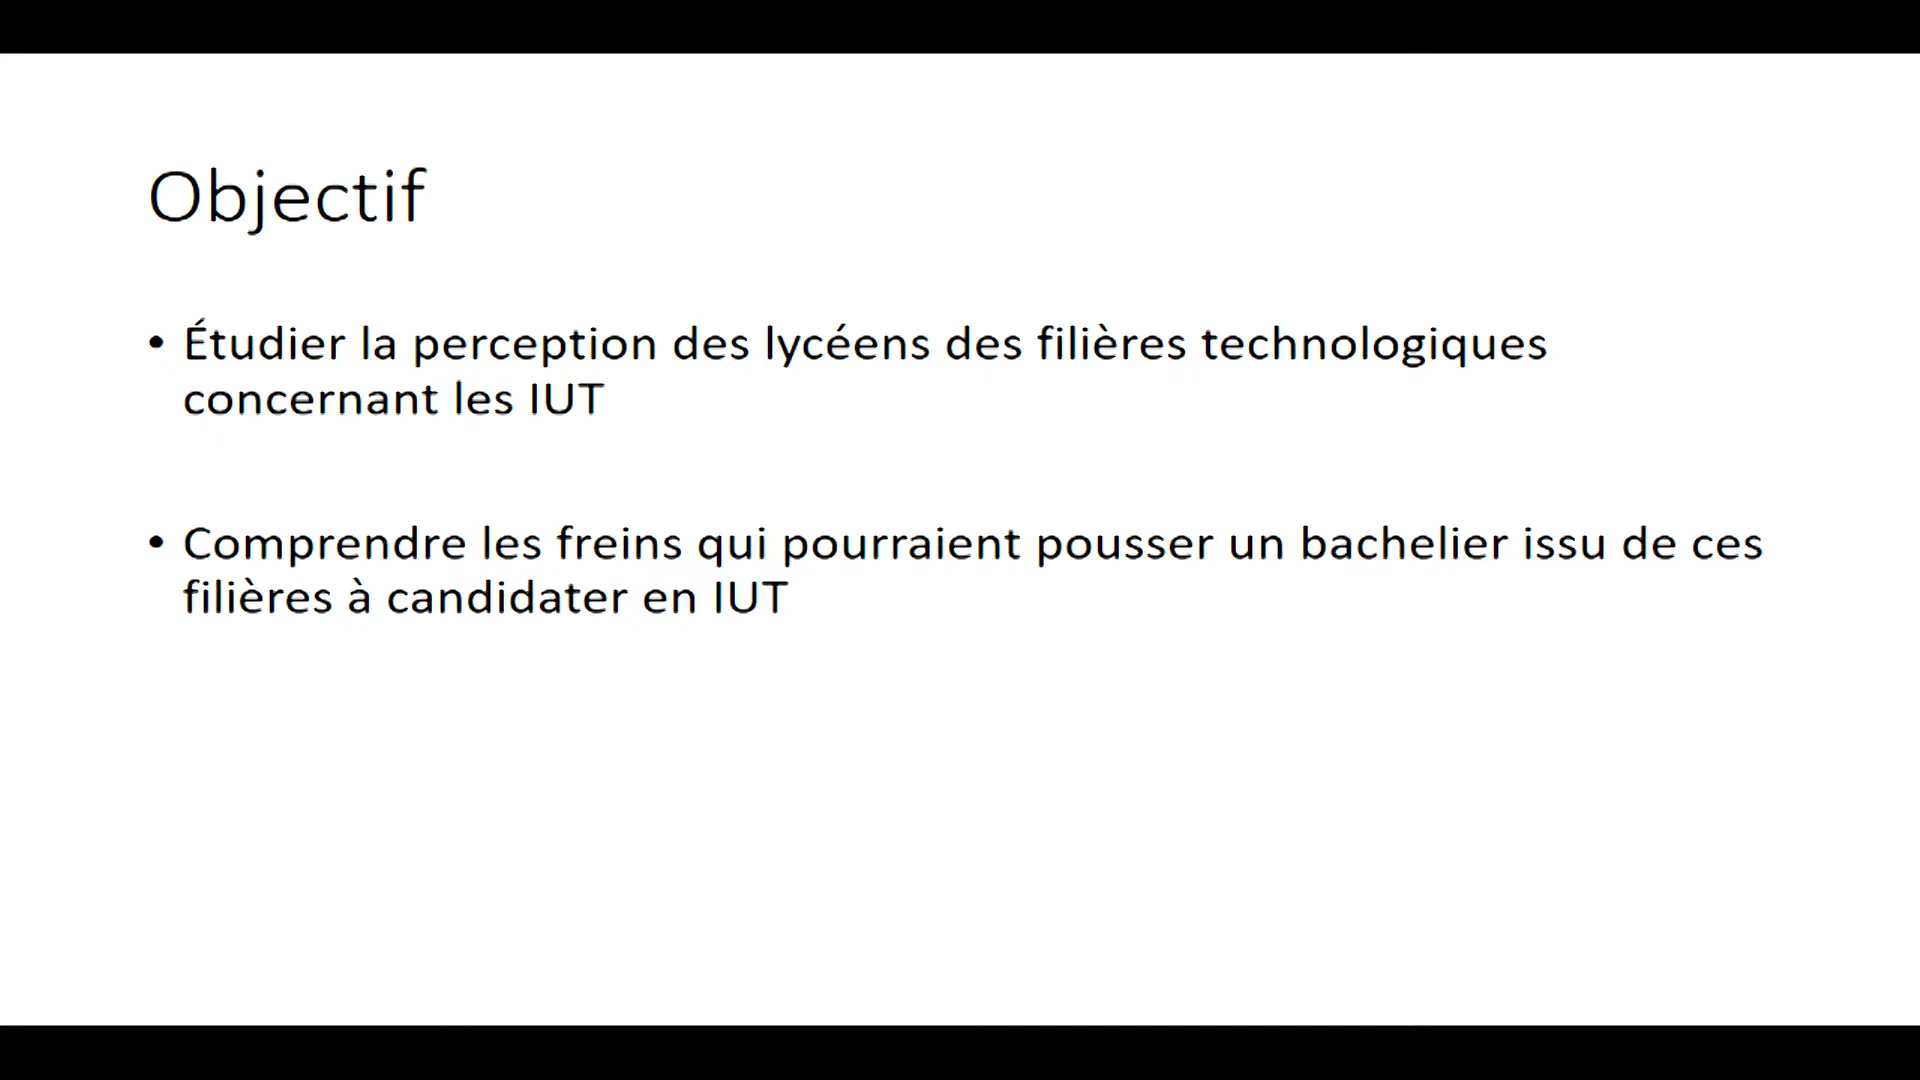 Objectif
• Étudier la perception des lycéens des filières technologiques
concernant les IUT
• Comprendre les freins qui pourraient pousser un bachelier issu de ces
filières à candidater en IUT